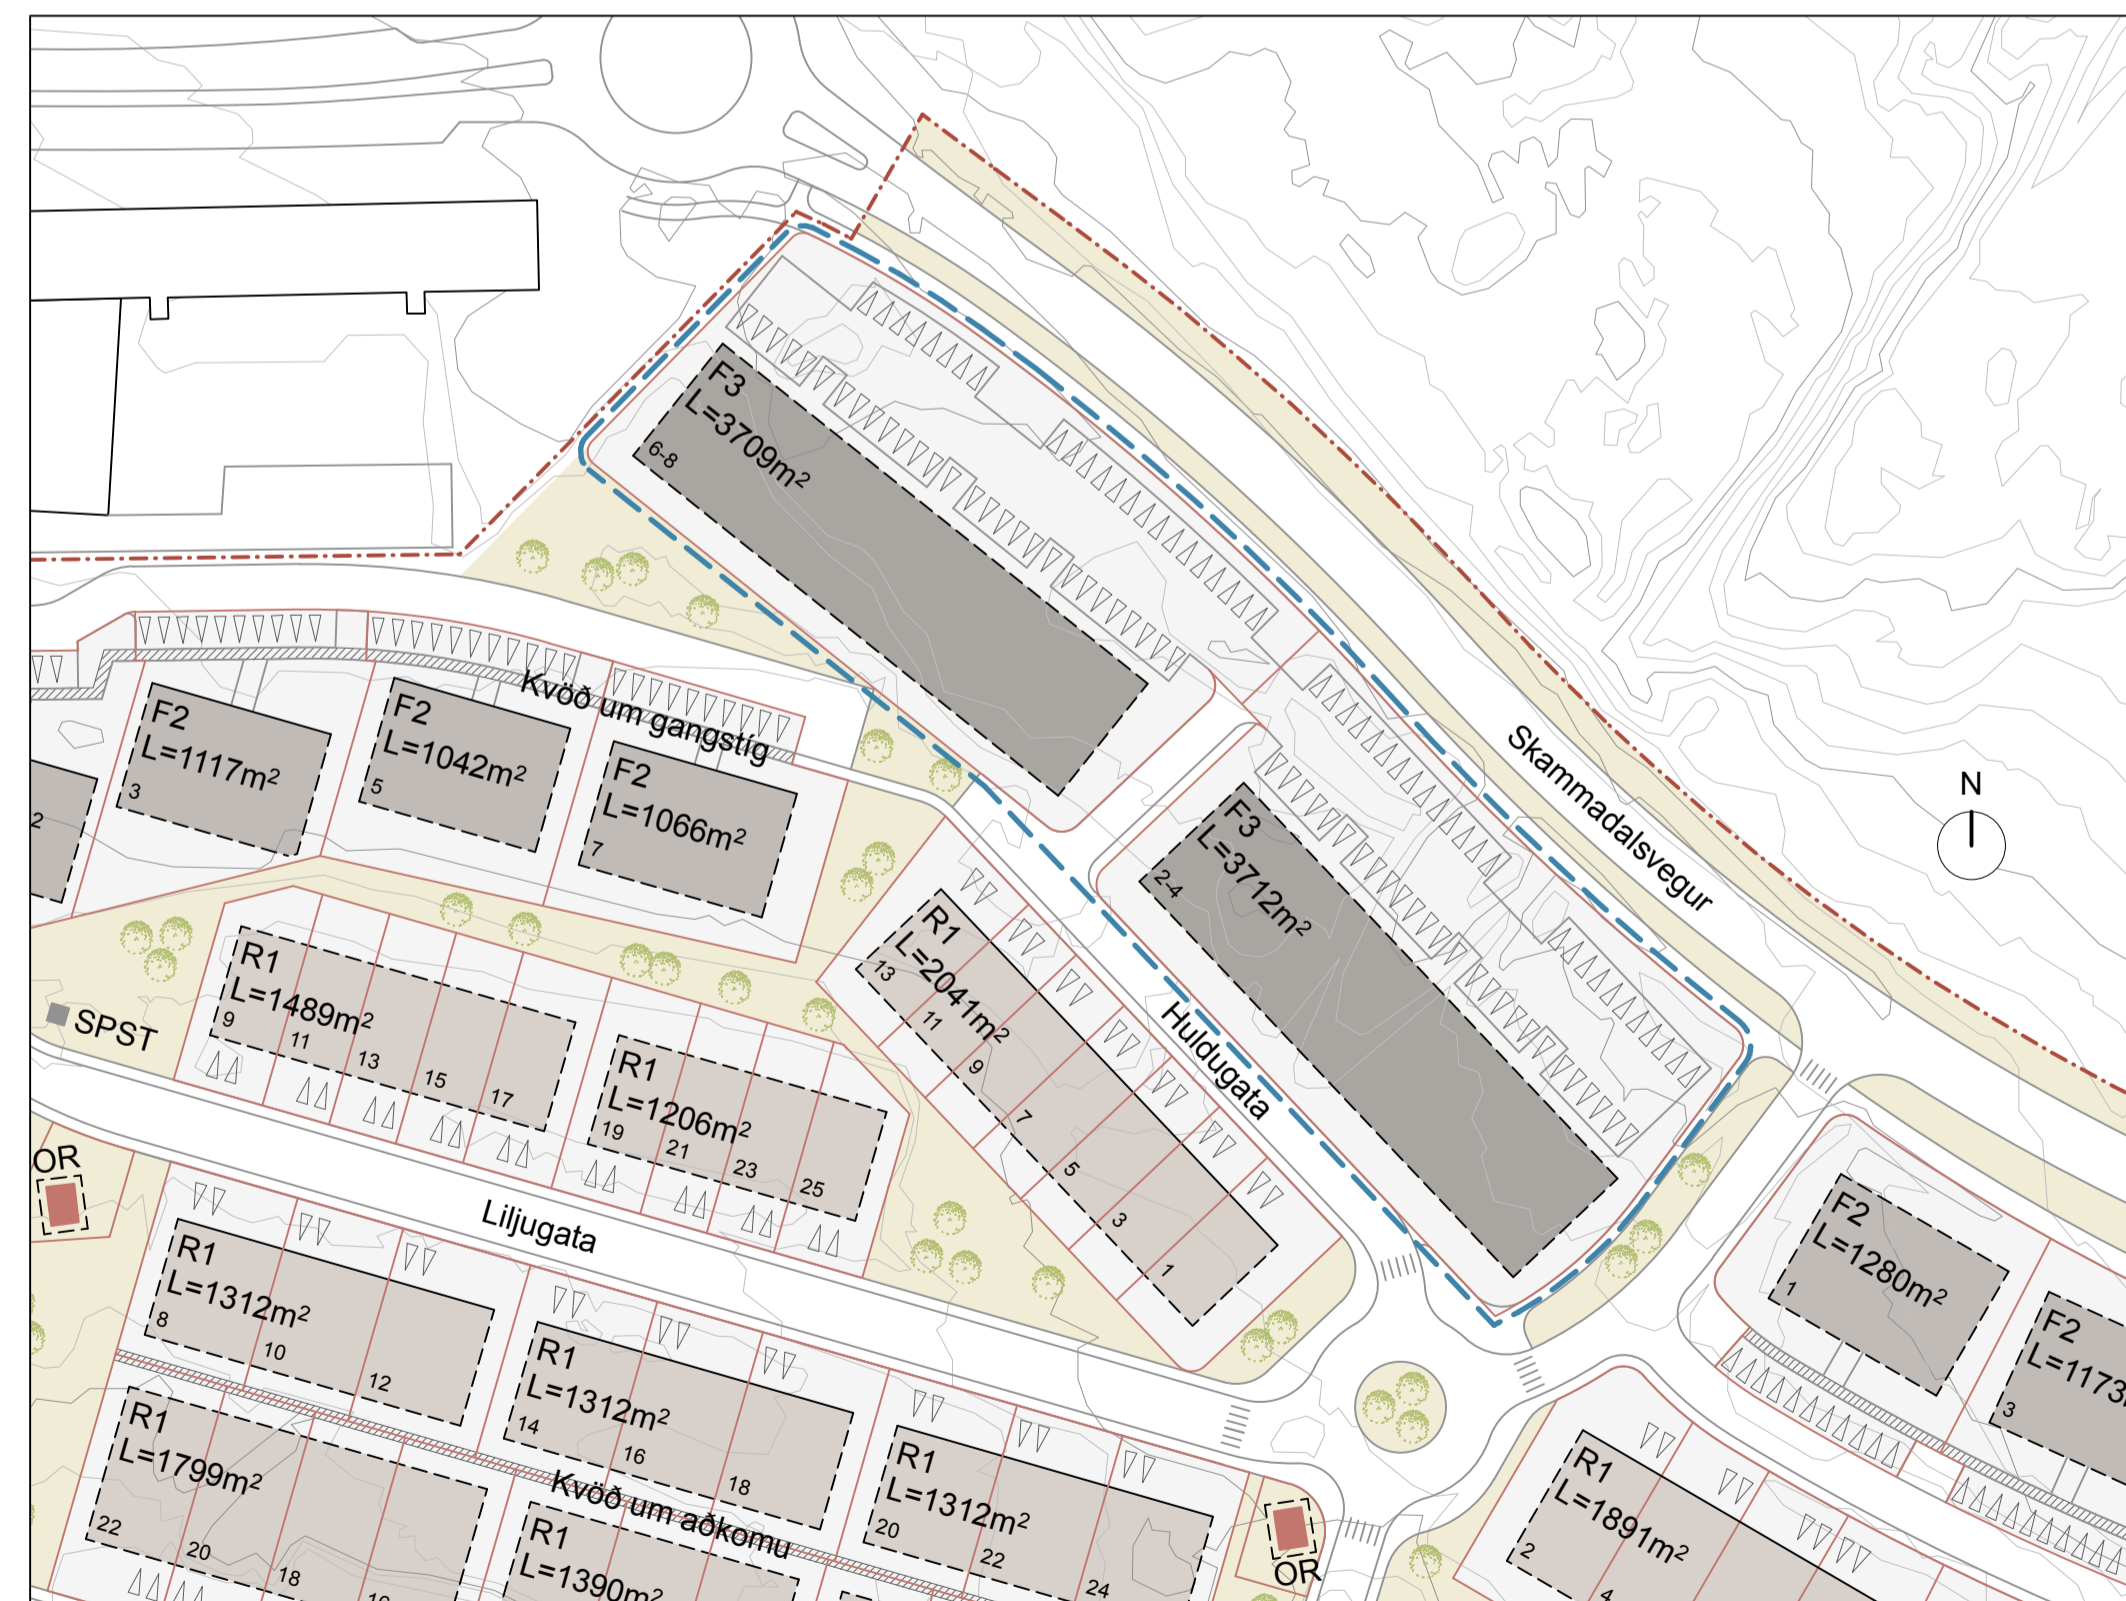 F3
L=3709m²
6-8
Kvöð um gangstíg
F2
L=1117m²
3
F2
L=1042m²
5
F2
L=1066m²
7
2
Skammadalsvegur
N
F3
L=3712m²
2-4
R1
L=2041m²
13
11
9
7
5
3
1
Huldugata
R1
L=1489m²
9
11
13
15
17
SPST
R1
L=1206m²
19
21
23
25
OR
Liljugata
F2
L=1280m²
1
F2
L=1173
3
R1
L=1312m²
8
10
12
R1
L=1312m²
14
16
18
R1
L=1312m²
20
22
24
R1
L=1799m²
22
20
18
Kvöð um aðkomu
R1
L=1390m²
OR
R1
L=1891m²
2
4